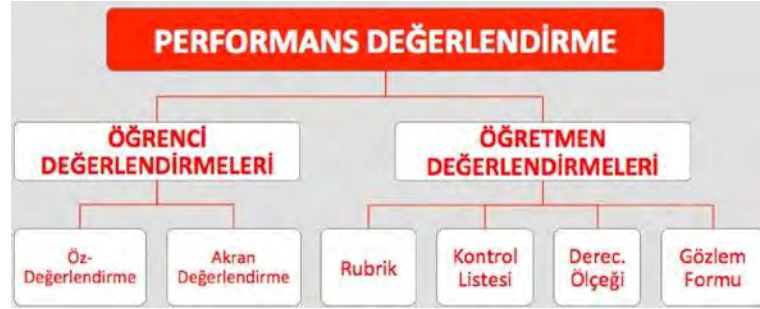 PERFORMANS DEĞERLENDİRME
ÖĞRENCİ
DEĞERLENDİRMELERİ
ÖĞRETMEN
DEĞERLENDİRMELERİ
Öz-
Değerlendirme
Akran
Değerlendirme
Rubrik
Kontrol
Listesi
Derec.
Ölçeği
Gözlem
Formu